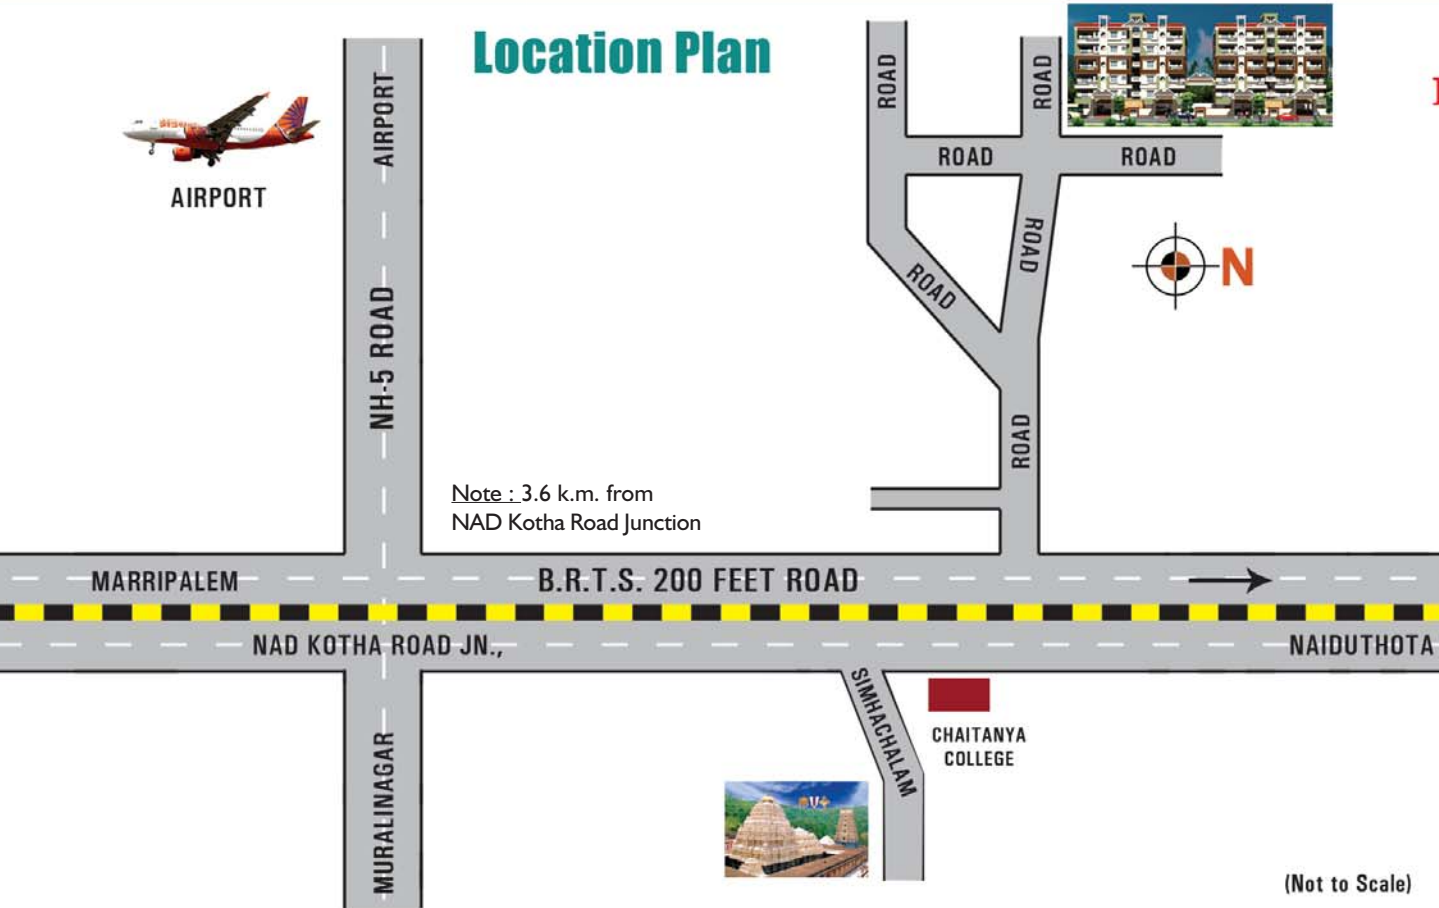 Location Plan
AIRPORT
AIRPORT
NH-5 ROAD
ROAD
ROAD
ROAD
ROAD
ROAD
ROAD
ROAD
N
Note : 3.6 k.m. from
NAD Kotha Road Junction
MARRIPALEM
B.R.T.S. 200 FEET ROAD
NAD KOTHA ROAD JN.,
NAIDUTHOTA
MURALINAGAR
SIMHACHALAM
CHAITANYA
COLLEGE
(Not to Scale)